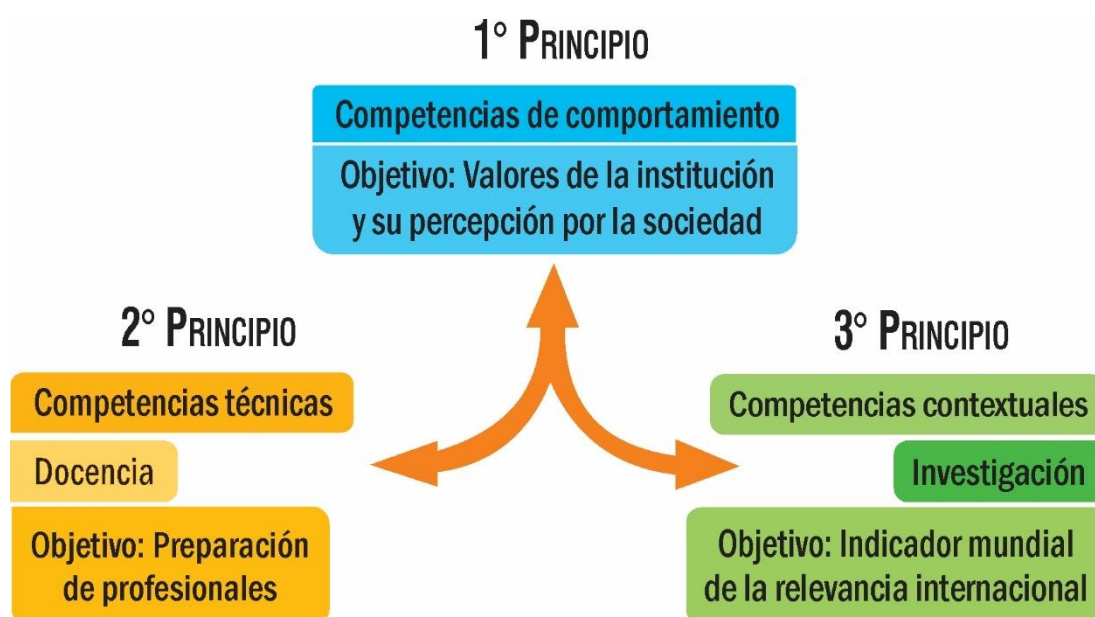 1° Principio
Competencias de comportamiento
Objetivo: Valores de la institución
y su percepción por la sociedad
2° Principio
Competencias técnicas
Docencia
Objetivo: Preparación
de profesionales
3° Principio
Competencias contextuales
Investigación
Objetivo: Indicador mundial
de la relevancia internacional